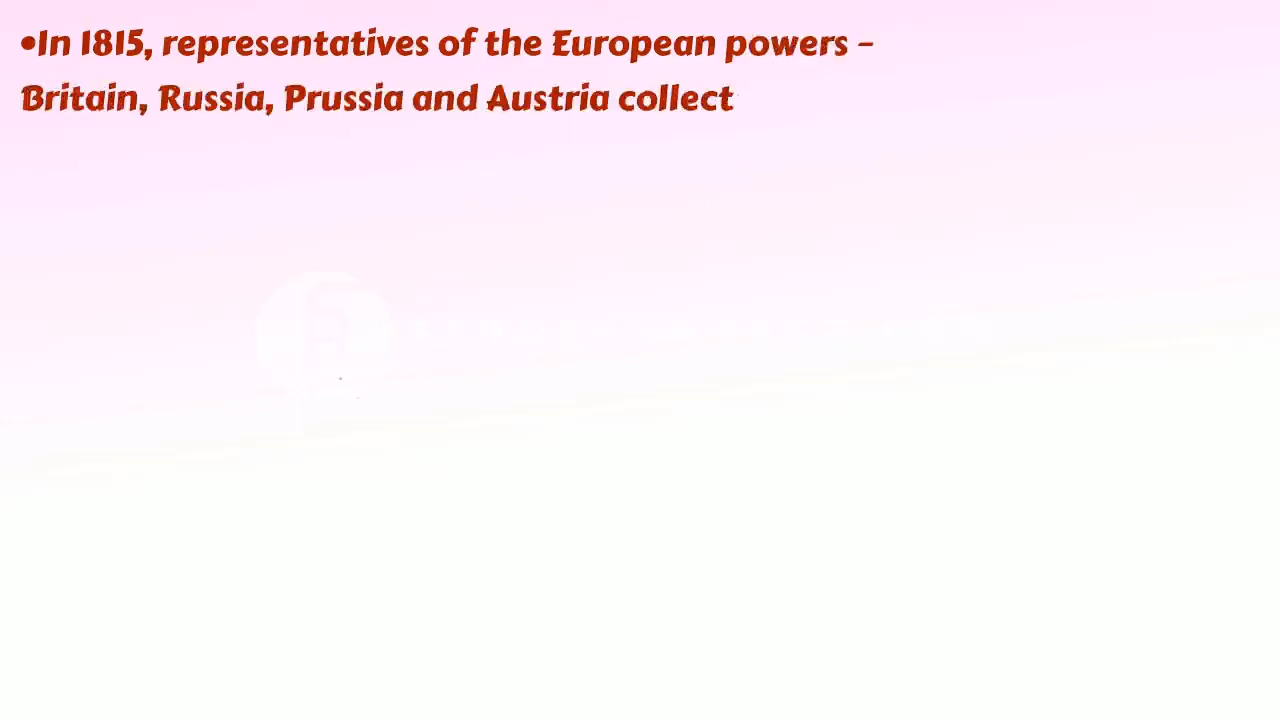 •In 1815, representatives of the European powers –
Britain, Russia, Prussia and Austria collect